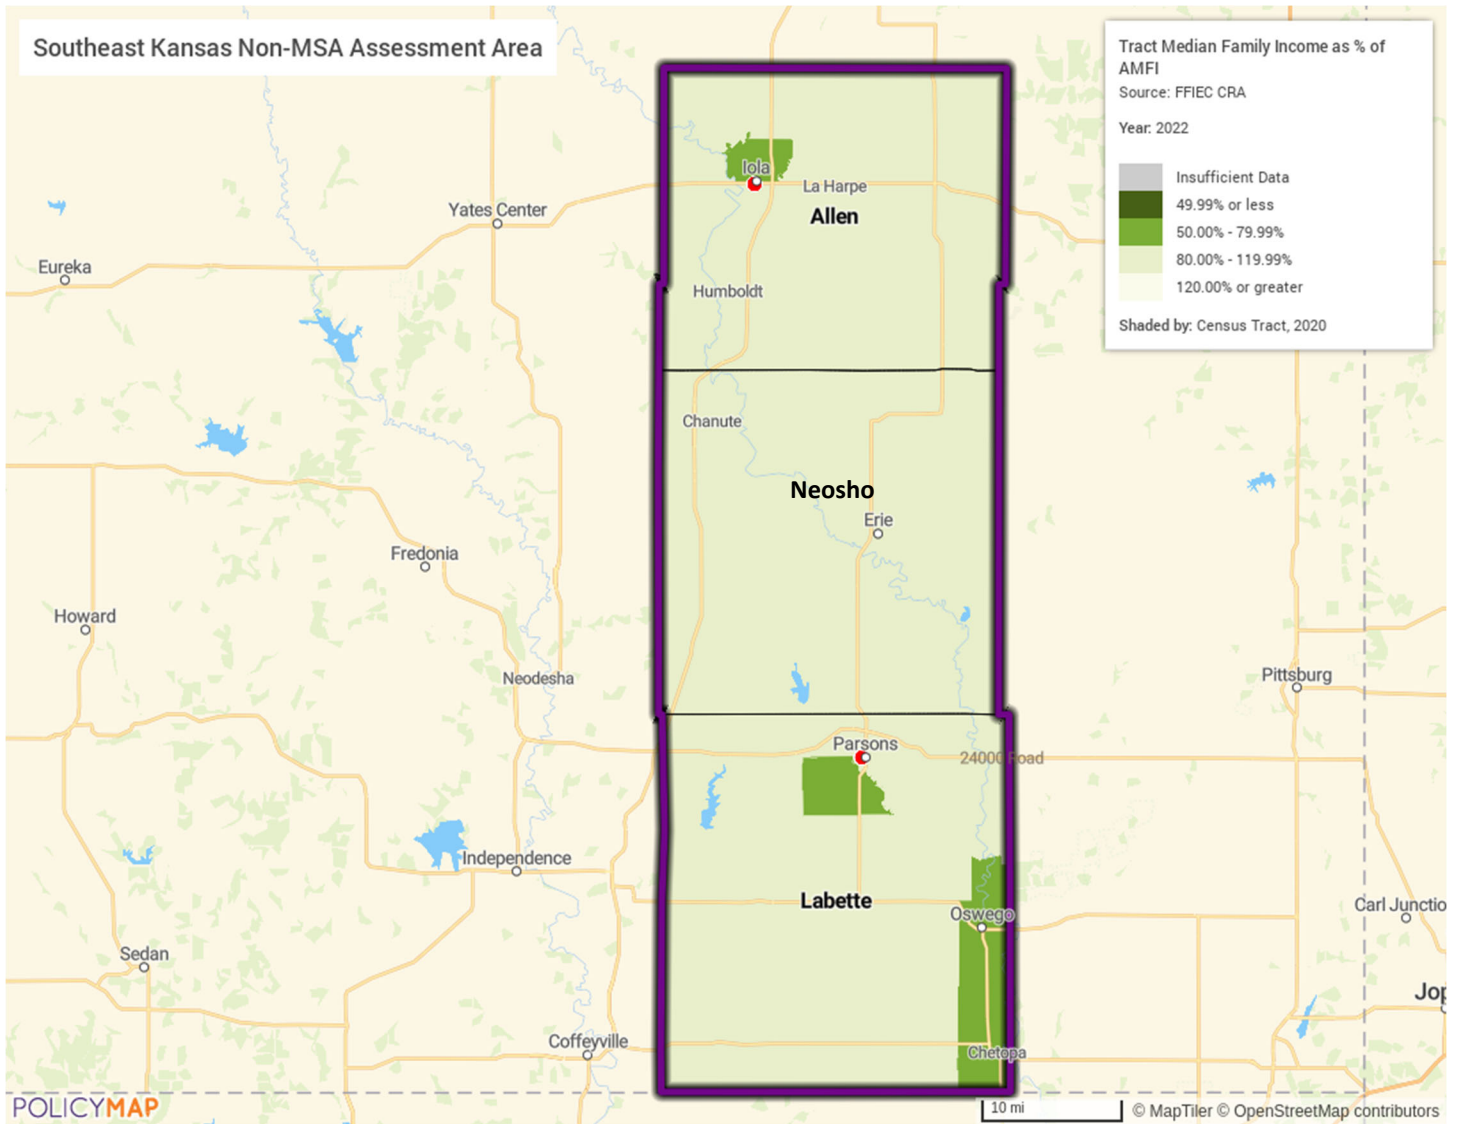 Southeast Kansas Non-MSA Assessment Area
Tract Median Family Income as % of
AMFI
Source: FFIEC CRA
Year: 2022
Insufficient Data
49.99% or less
50.00% - 79.99%
80.00% - 119.99%
120.00% or greater
Shaded by: Census Tract, 2020
Iola
La Harpe
Allen
Yates Center
Eureka
Humboldt
Chanute
Neosho
Erie
Fredonia
Howard
Neodesha
Pittsburg
Parsons
24000 Road
Independence
Labette
Oswego
Carl Junctio
Sedan
Jop
Coffeyville
Chetopa
POLICYMAP
10 mi
© MapTiler © OpenStreetMap contributors